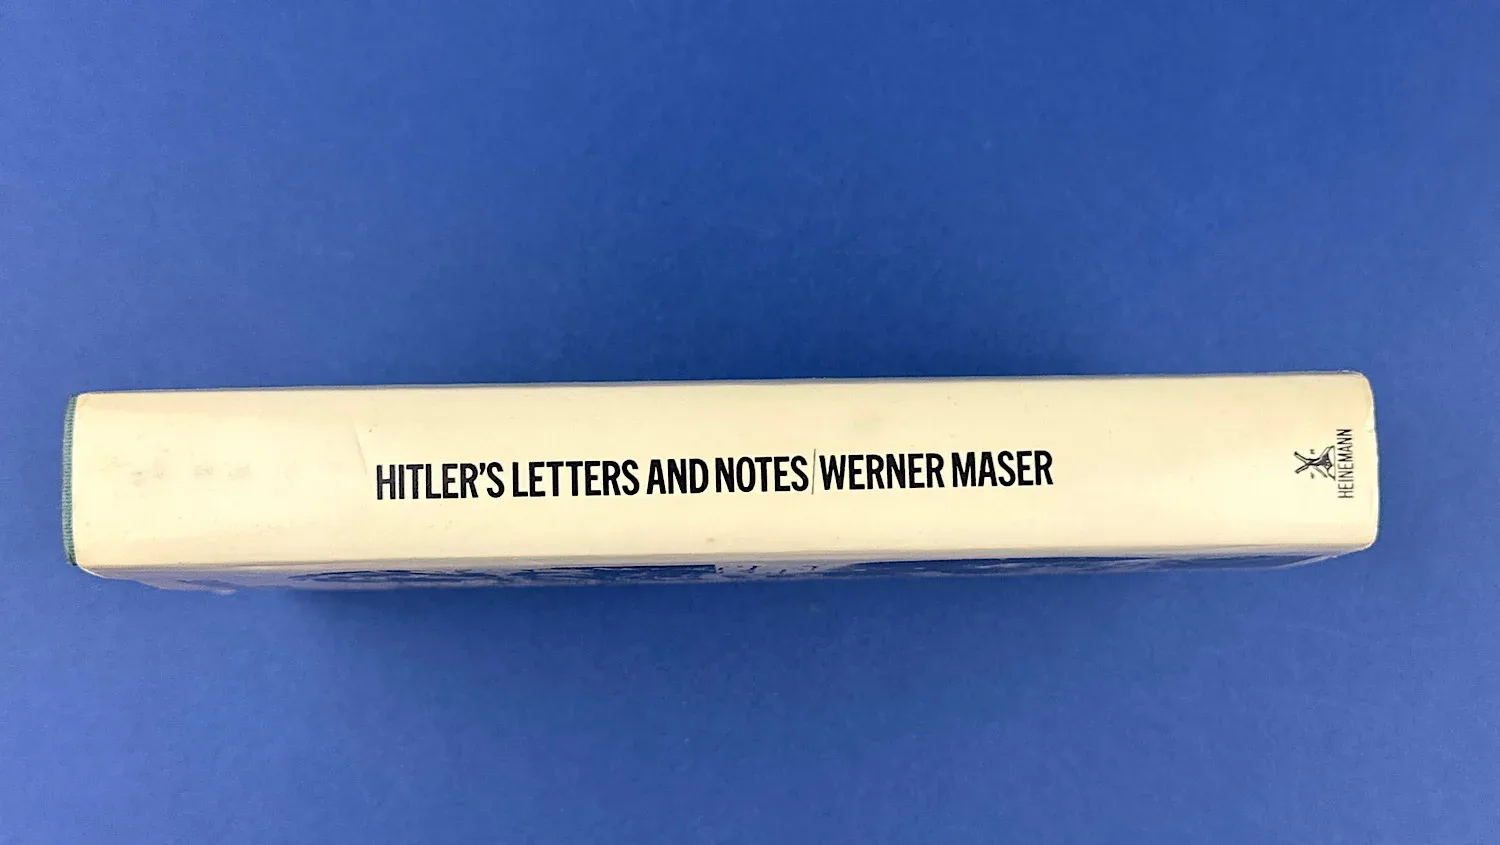 HITLER'S LETTERS AND NOTES/WERNER MASER
HEINEMANN